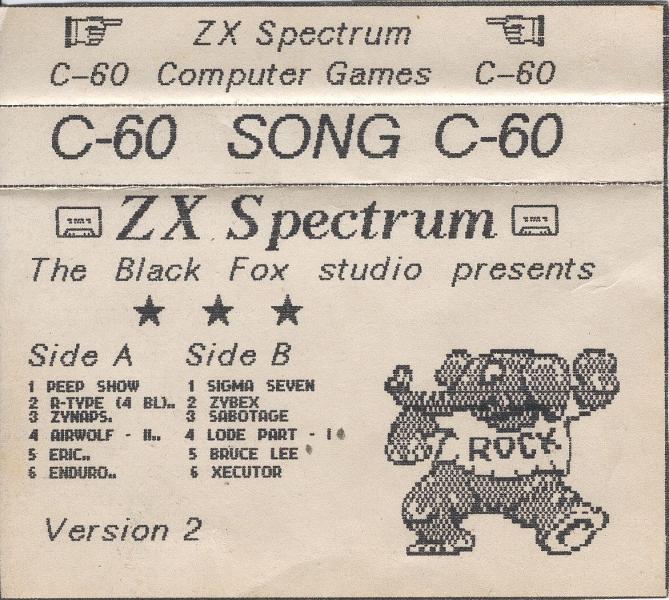 ZX Spectrum
C-60 Computer Games C-60
C-60 SONG C-60
ZX Spectrum
The Black Fox studio presents
Side A
1 PEEP SHOW
2 R-TYPE (4 BL)..
3 ZYNAPS.
4 AIRWOLF - II..
5 ERIC..
6 ENDURO..
Side B
1 SIGMA SEVEN
2 ZYBEX
3 SABOTAGE
4 LODE PART - I
5 BRUCE LEE
6 XECUTOR
ROCK
Version 2